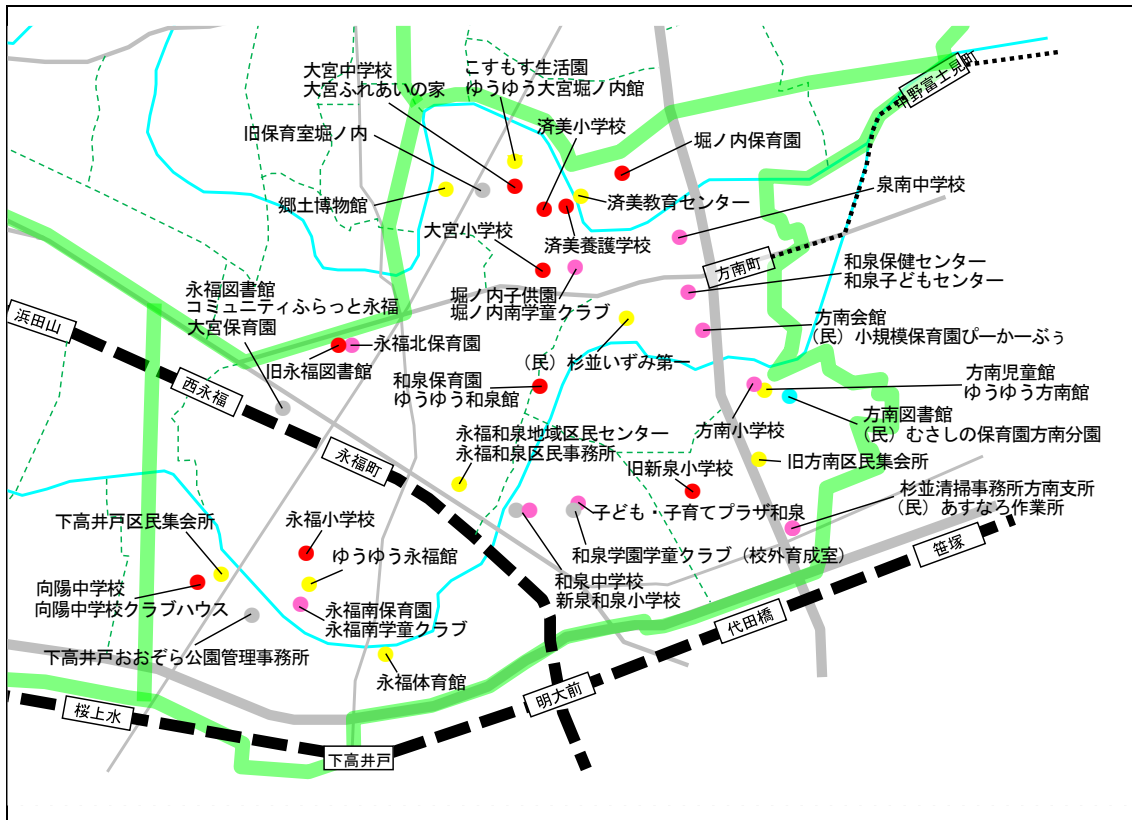 こすもす生活園
ゆうゆう大宮堀ノ内館
大宮中学校
大宮ふれあいの家
中野富士見町
旧保育室堀ノ内
済美小学校
堀ノ内保育園
泉南中学校
郷土博物館
済美教育センター
大宮小学校
済美養護学校
方南町
和泉保健センター
和泉子どもセンター
永福図書館
コミュニティふらっと永福
大宮保育園
堀ノ内子供園
堀ノ内南学童クラブ
浜田山
方南会館
（民）小規模保育園ぴーかーぶぅ
永福北保育園
旧永福図書館
（民）杉並いずみ第一
西永福
和泉保育園
ゆうゆう和泉館
方南児童館
ゆうゆう方南館
方南図書館
（民）むさしの保育園方南分園
方南小学校
永福和泉地域区民センター
永福和泉区民事務所
永福町
旧方南区民集会所
旧新泉小学校
杉並清掃事務所方南支所
（民）あすなろ作業所
子ども・子育てプラザ和泉
下高井戸区民集会所
永福小学校
ゆうゆう永福館
和泉学園学童クラブ（校外育成室）
笹塚
和泉中学校
新泉和泉小学校
向陽中学校
向陽中学校クラブハウス
永福南保育園
永福南学童クラブ
代田橋
下高井戸おおぞら公園管理事務所
永福体育館
明大前
桜上水
下高井戸